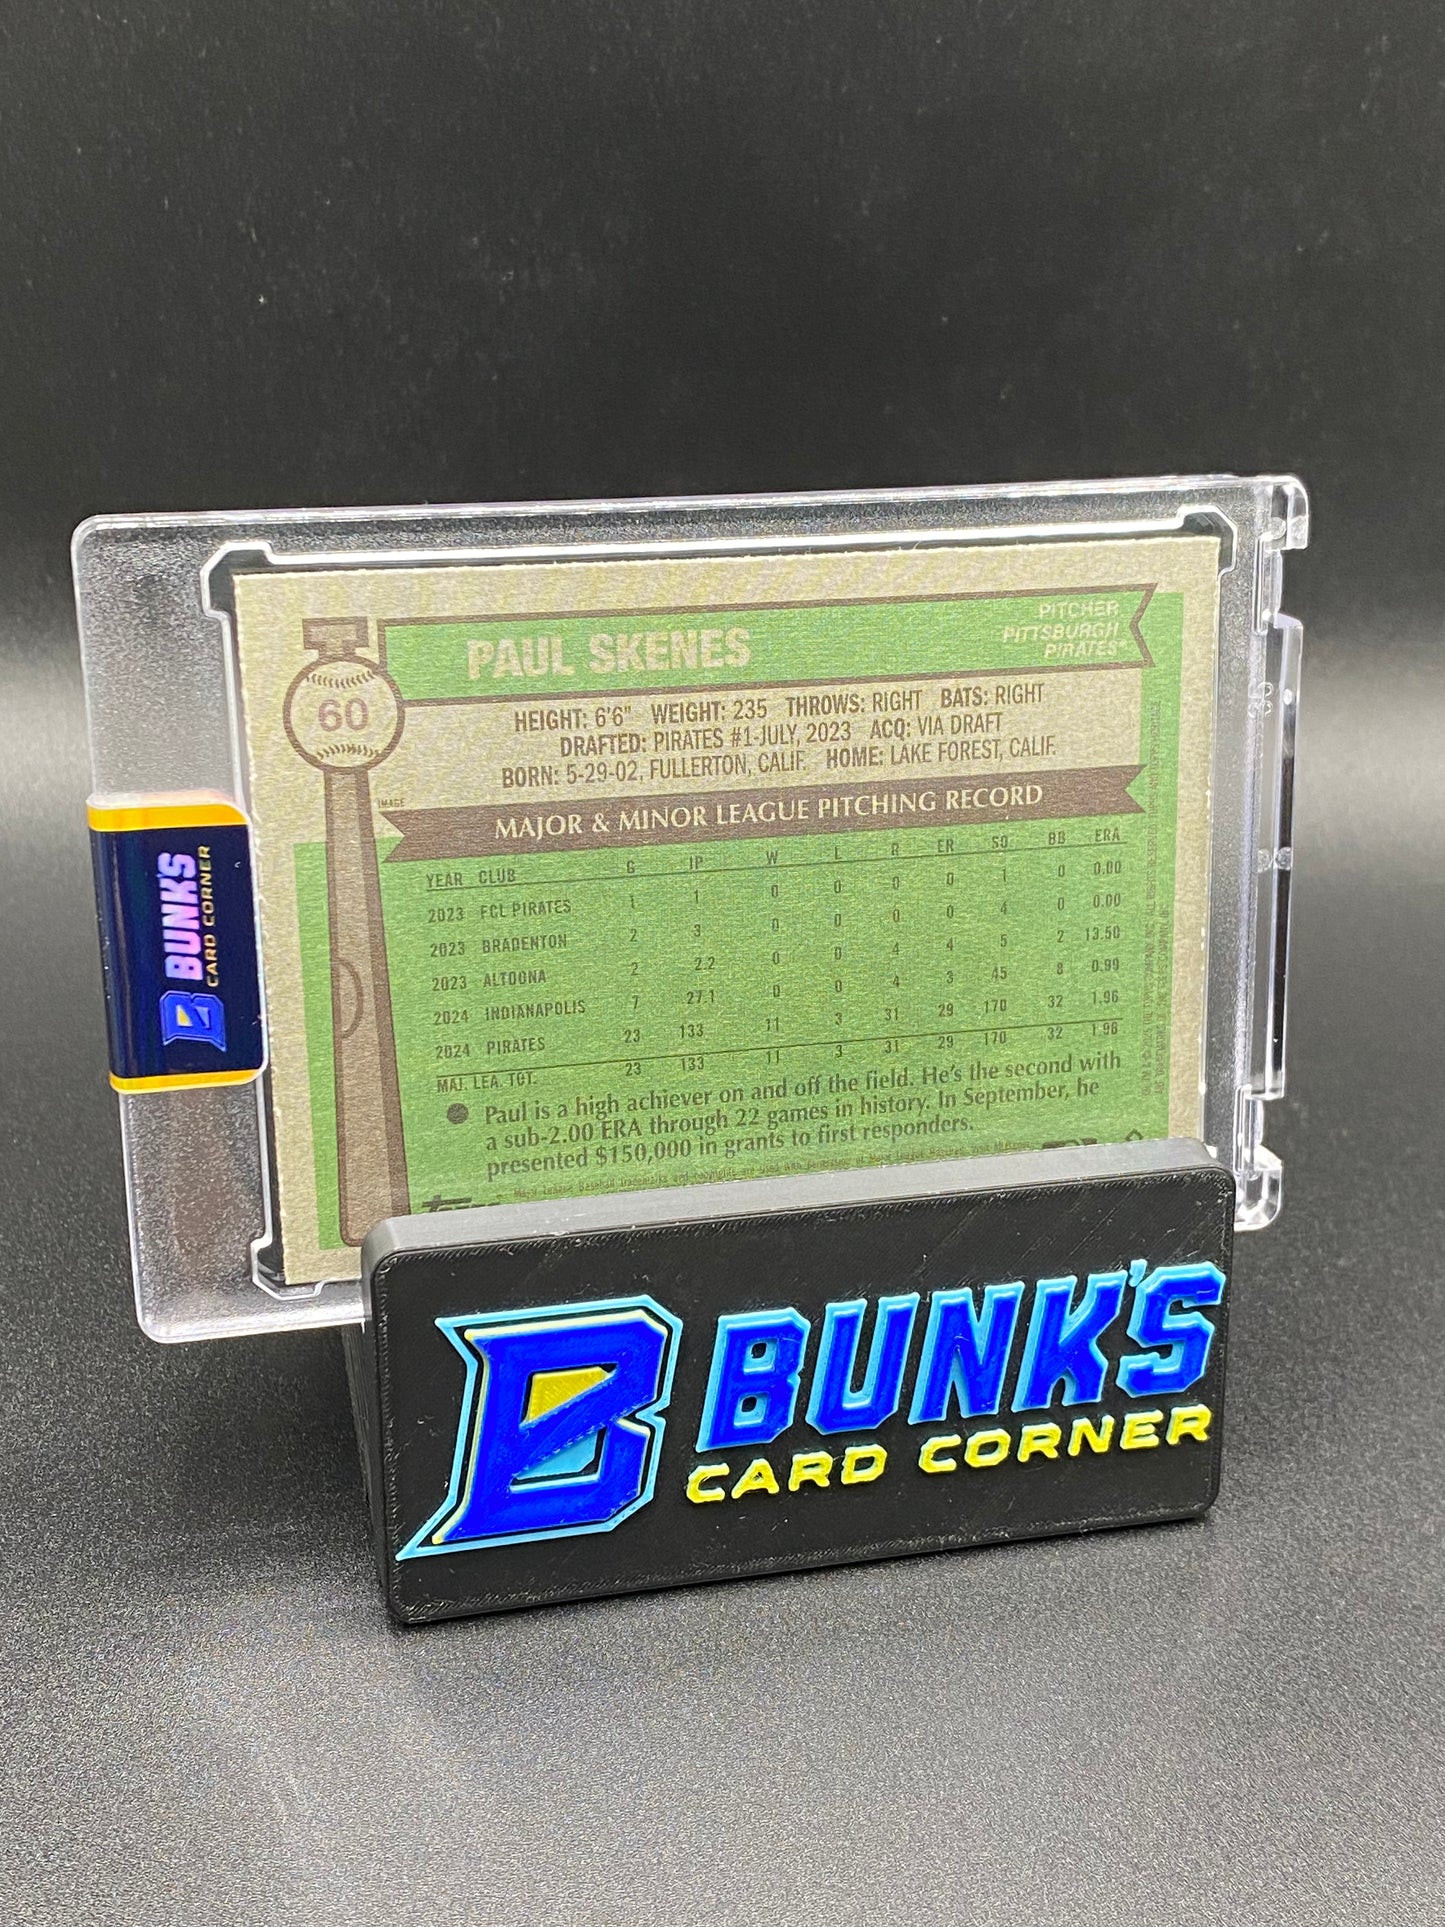 PAUL SKENES
PITCHER
PITTSBURGH
PIRATES®
60
HEIGHT: 6'6" WEIGHT: 235 THROWS: RIGHT BATS: RIGHT
DRAFTED: PIRATES #1-JULY, 2023 ACQ: VIA DRAFT
BORN: 5-29-02, FULLERTON, CALIF. HOME: LAKE FOREST, CALIF.
IMAGE
MAJOR & MINOR LEAGUE PITCHING RECORD
YEAR CLUB G IP W L R ER SO BB ERA
2023 FCL PIRATES 1 1 0 0 0 0 1 0 0.00
2023 BRADENTON 2 3 0 0 0 0 4 0 0.00
2023 ALTOONA 2 2.2 0 0 4 4 5 2 13.50
2024 INDIANAPOLIS 7 27.1 0 0 4 3 45 8 0.99
2024 PIRATES 23 133 11 3 31 29 170 32 1.96
MAJ. LEA. TOT. 23 133 11 3 31 29 170 32 1.96
Paul is a high achiever on and off the field. He's the second with
a sub-2.00 ERA through 22 games in history. In September, he
presented $150,000 in grants to first responders.
BUNK'S
CARD CORNER
B BUNK'S
CARD CORNER